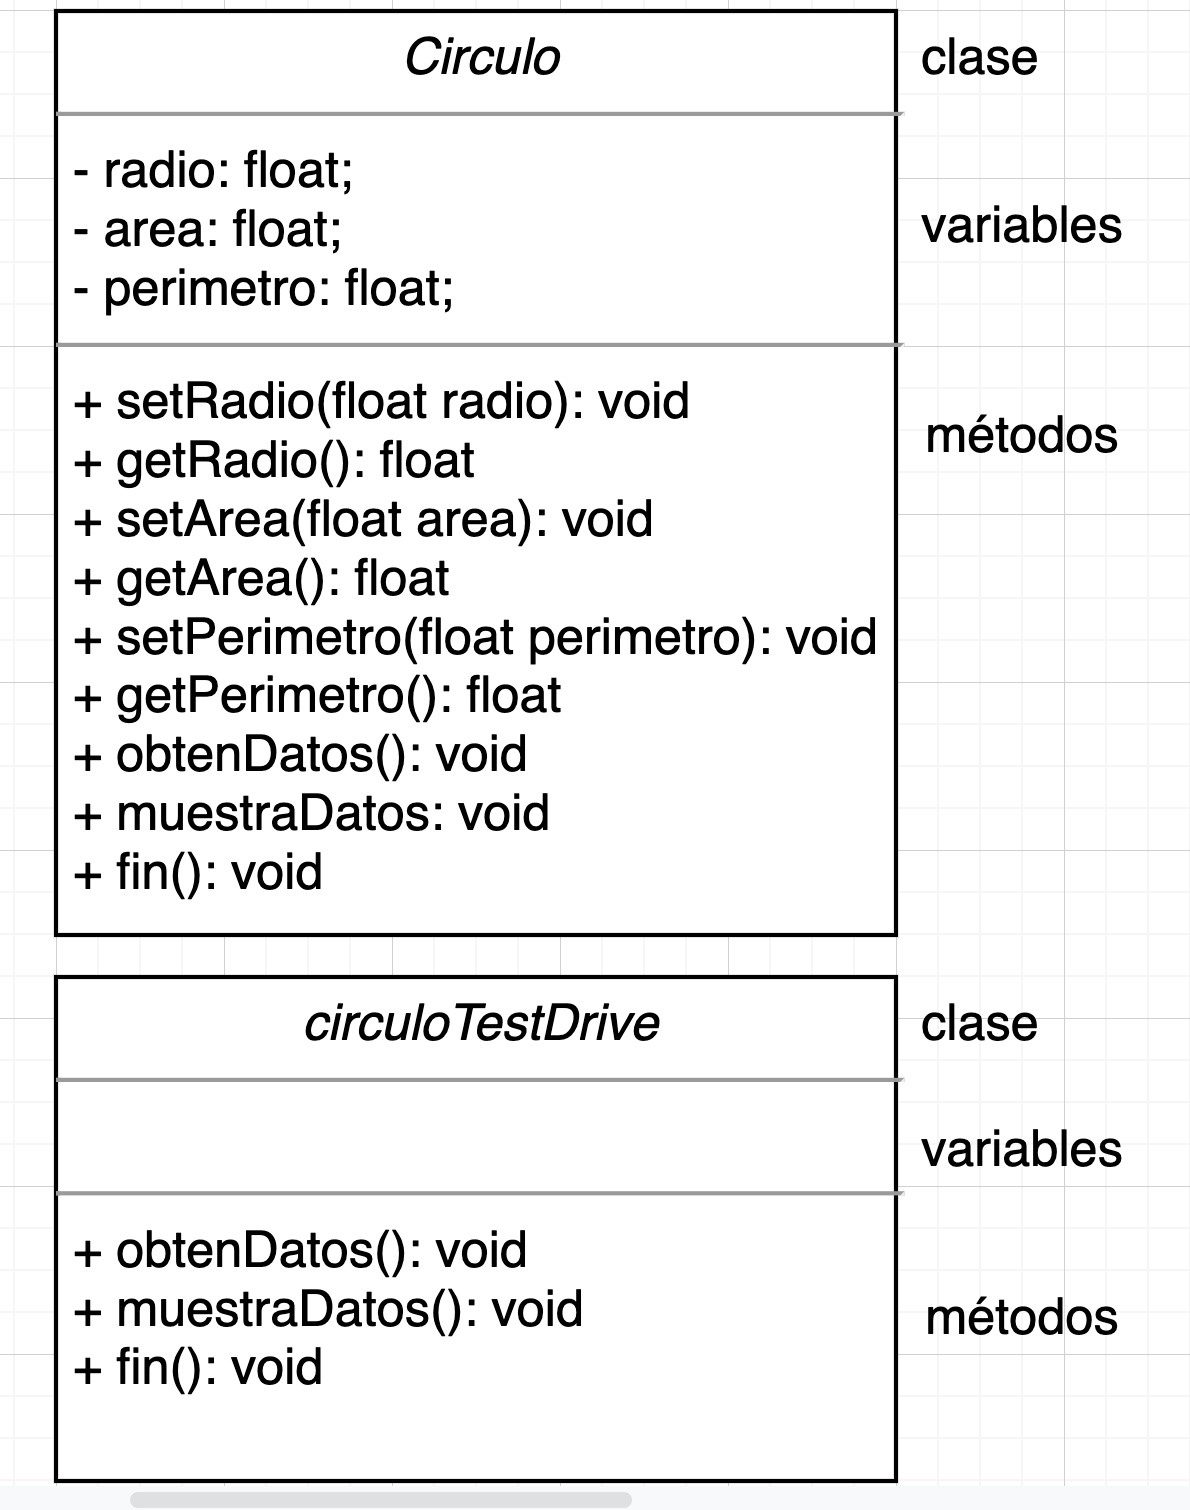 Circulo
clase
- radio: float;
- area: float;
- perimetro: float;
variables
+ setRadio(float radio): void
+ getRadio(): float
+ setArea(float area): void
+ getArea(): float
+ setPerimetro(float perimetro): void
+ getPerimetro(): float
+ obtenDatos(): void
+ muestraDatos: void
+ fin(): void
métodos
circuloTestDrive
clase
variables
+ obtenDatos(): void
+ muestraDatos(): void
+ fin(): void
métodos